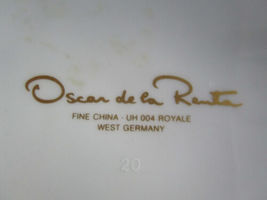 Oscar de la Renta
FINE CHINA - UH 004 ROYALE
WEST GERMANY
20